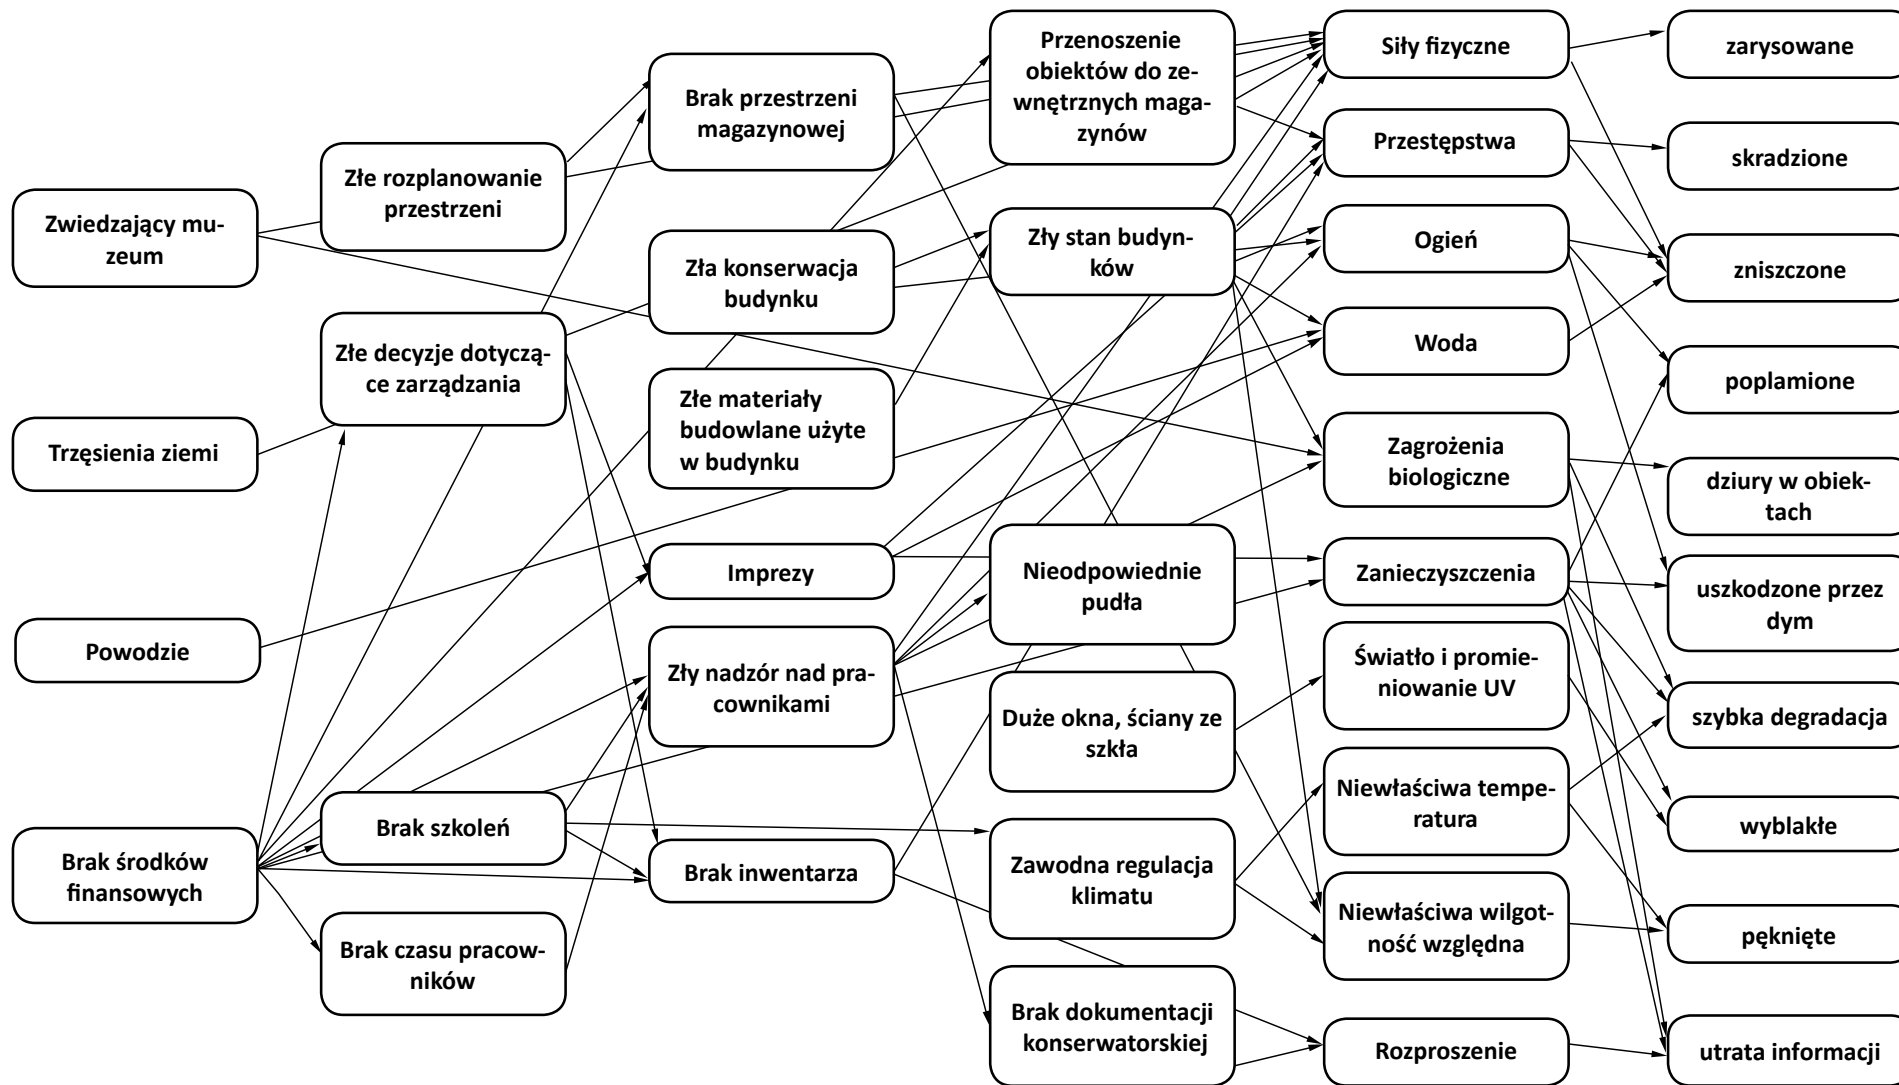 Zwiedzający mu-
zeum
Trzęsienia ziemi
Powodzie
Brak środków
finansowych
Złe rozplanowanie
przestrzeni
Złe decyzje dotyczą-
ce zarządzania
Brak szkoleń
Brak czasu pracow-
ników
Brak przestrzeni
magazynowej
Zła konserwacja
budynku
Złe materiały
budowlane użyte
w budynku
Imprezy
Zły nadzór nad pra-
cownikami
Brak inwentarza
Przenoszenie
obiektów do ze-
wnętrznych maga-
zynów
Zły stan budyn-
ków
Nieodpowiednie
pudła
Duże okna, ściany ze
szkła
Zawodna regulacja
klimatu
Brak dokumentacji
konserwatorskiej
Siły fizyczne
Przestępstwa
Ogień
Woda
Zagrożenia
biologiczne
Zanieczyszczenia
Światło i promie-
niowanie UV
Niewłaściwa tempe-
ratura
Niewłaściwa wilgot-
ność względna
Rozproszenie
zarysowane
skradzione
zniszczone
poplamione
dziury w obiek-
tach
uszkodzone przez
dym
szybka degradacja
wyblakłe
pęknięte
utrata informacji